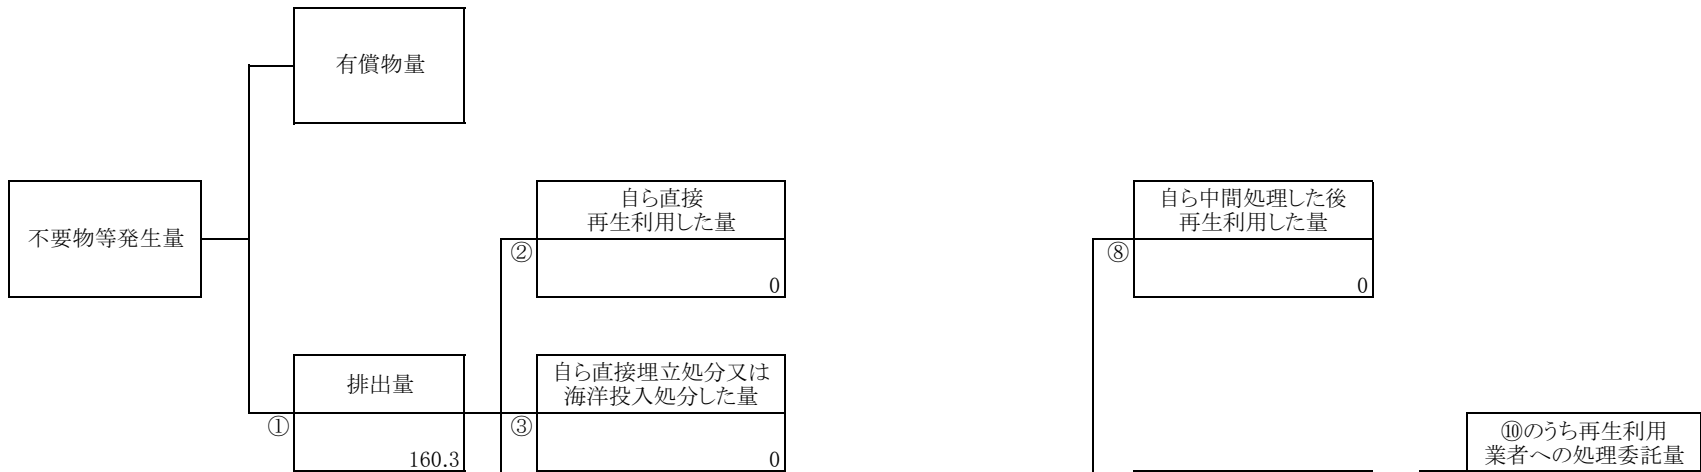 有償物量
不要物等発生量
自ら直接
再生利用した量
②
0
自ら中間処理した後
再生利用した量
⑧
0
排出量
①
160.3
自ら直接埋立処分又は
海洋投入処分した量
③
0
⑩のうち再生利用
業者への処理委託量